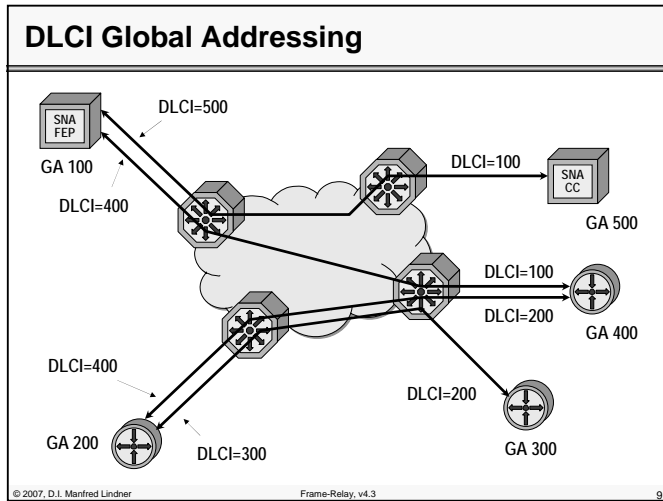 DLCI Global Addressing
SNA
FEP
GA 100
DLCI=500
DLCI=400
DLCI=100
SNA
CC
GA 500
DLCI=100
DLCI=200
GA 400
DLCI=400
DLCI=200
GA 200
DLCI=300
GA 300
© 2007, D.I. Manfred Lindner
Frame-Relay, v4.3
9